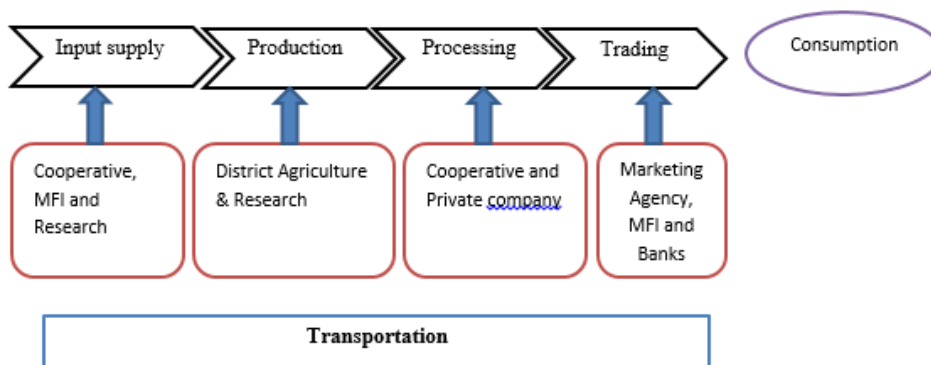 Input supply
Production
Processing
Trading
Consumption
Cooperative,
MFI and
Research
District Agriculture
& Research
Cooperative and
Private company
Marketing
Agency,
MFI and
Banks
Transportation